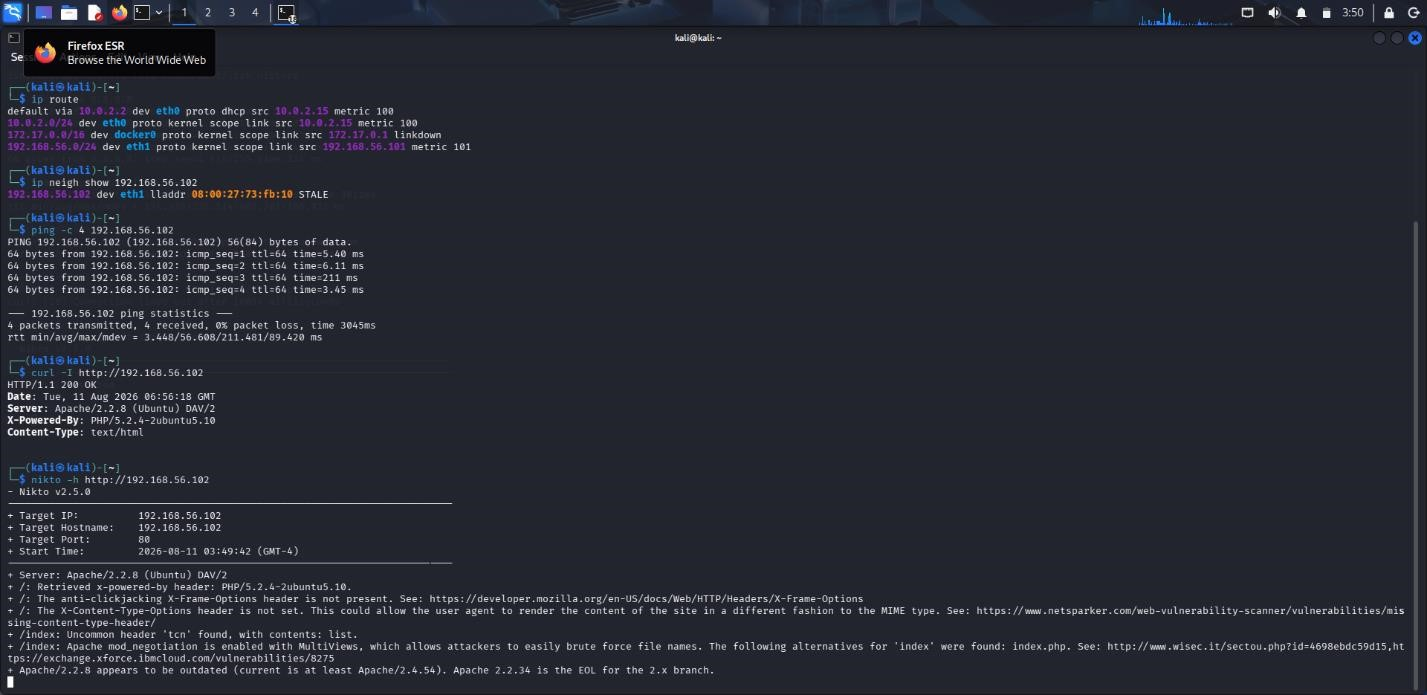 1 2 3 4
3:50
kali@kali: ~
Firefox ESR
Browse the World Wide Web
┌──(kali㉿kali)-[~]
└─$ ip route
default via 10.0.2.2 dev eth0 proto dhcp src 10.0.2.15 metric 100
10.0.2.0/24 dev eth0 proto kernel scope link src 10.0.2.15 metric 100
172.17.0.0/16 dev docker0 proto kernel scope link src 172.17.0.1 linkdown
192.168.56.0/24 dev eth1 proto kernel scope link src 192.168.56.101 metric 101
┌──(kali㉿kali)-[~]
└─$ ip neigh show 192.168.56.102
192.168.56.102 dev eth1 lladdr 08:00:27:73:fb:10 STALE
┌──(kali㉿kali)-[~]
└─$ ping -c 4 192.168.56.102
PING 192.168.56.102 (192.168.56.102) 56(84) bytes of data.
64 bytes from 192.168.56.102: icmp_seq=1 ttl=64 time=5.40 ms
64 bytes from 192.168.56.102: icmp_seq=2 ttl=64 time=6.11 ms
64 bytes from 192.168.56.102: icmp_seq=3 ttl=64 time=211 ms
64 bytes from 192.168.56.102: icmp_seq=4 ttl=64 time=3.45 ms
--- 192.168.56.102 ping statistics ---
4 packets transmitted, 4 received, 0% packet loss, time 3045ms
rtt min/avg/max/mdev = 3.448/56.608/211.481/89.420 ms
┌──(kali㉿kali)-[~]
└─$ curl -I http://192.168.56.102
HTTP/1.1 200 OK
Date: Tue, 11 Aug 2026 06:56:18 GMT
Server: Apache/2.2.8 (Ubuntu) DAV/2
X-Powered-By: PHP/5.2.4-2ubuntu5.10
Content-Type: text/html
┌──(kali㉿kali)-[~]
└─$ nikto -h http://192.168.56.102
- Nikto v2.5.0
+ Target IP: 192.168.56.102
+ Target Hostname: 192.168.56.102
+ Target Port: 80
+ Start Time: 2026-08-11 03:49:42 (GMT-4)
+ Server: Apache/2.2.8 (Ubuntu) DAV/2
+ /: Retrieved x-powered-by header: PHP/5.2.4-2ubuntu5.10.
+ /: The anti-clickjacking X-Frame-Options header is not present. See: https://developer.mozilla.org/en-US/docs/Web/HTTP/Headers/X-Frame-Options
+ /: The X-Content-Type-Options header is not set. This could allow the user agent to render the content of the site in a different fashion to the MIME type. See: https://www.netsparker.com/web-vulnerability-scanner/vulnerabilities/mis
sing-content-type-header/
+ /index: Uncommon header 'tcn' found, with contents: list.
+ /index: Apache mod_negotiation is enabled with MultiViews, which allows attackers to easily brute force file names. The following alternatives for 'index' were found: index.php. See: http://www.wisec.it/sectou.php?id=4698ebdc59d15,ht
tps://exchange.xforce.ibmcloud.com/vulnerabilities/8275
+ Apache/2.2.8 appears to be outdated (current is at least Apache/2.4.54). Apache 2.2.34 is the EOL for the 2.x branch.